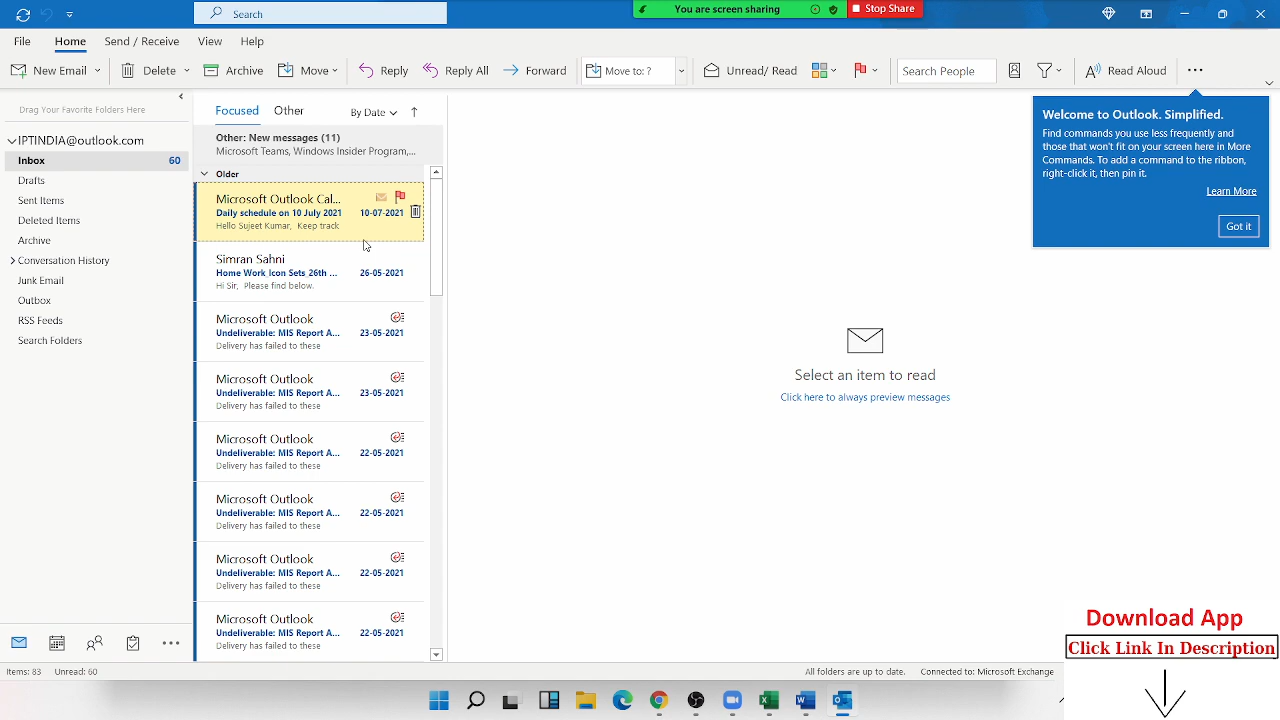 Search
You are screen sharing
Stop Share
File
Home
Send / Receive
View
Help
New Email
Delete
Archive
Move
Reply
Reply All
Forward
Move to: ?
Unread/ Read
Search People
Read Aloud
Drag Your Favorite Folders Here
IPTINDIA@outlook.com
Inbox 60
Drafts
Sent Items
Deleted Items
Archive
Conversation History
Junk Email
Outbox
RSS Feeds
Search Folders
Focused Other By Date
Other: New messages (11)
Microsoft Teams, Windows Insider Program,...
Older
Microsoft Outlook Cal...
Daily schedule on 10 July 2021 10-07-2021
Hello Sujeet Kumar, Keep track
Simran Sahni
Home Work_Icon Sets_26th ... 26-05-2021
Hi Sir, Please find below.
Microsoft Outlook
Undeliverable: MIS Report A... 23-05-2021
Delivery has failed to these
Microsoft Outlook
Undeliverable: MIS Report A... 23-05-2021
Delivery has failed to these
Microsoft Outlook
Undeliverable: MIS Report A... 22-05-2021
Delivery has failed to these
Microsoft Outlook
Undeliverable: MIS Report A... 22-05-2021
Delivery has failed to these
Microsoft Outlook
Undeliverable: MIS Report A... 22-05-2021
Delivery has failed to these
Microsoft Outlook
Undeliverable: MIS Report A... 22-05-2021
Delivery has failed to these
Select an item to read
Click here to always preview messages
Welcome to Outlook. Simplified.
Find commands you use less frequently and
those that won't fit on your screen here in More
Commands. To add a command to the ribbon,
right-click it, then pin it.
Learn More
Got it
Download App
Click Link In Description
Items: 83 Unread: 60
All folders are up to date. Connected to: Microsoft Exchange